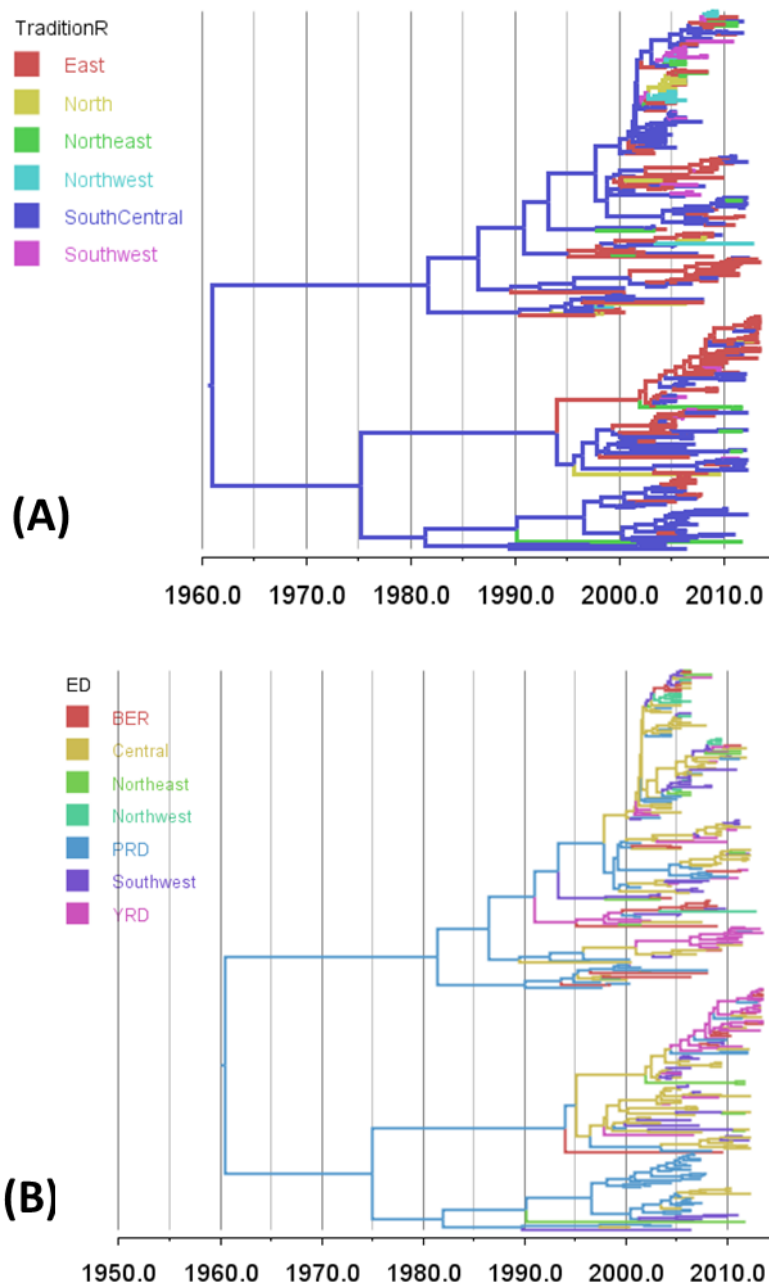 TraditionR
East
North
Northeast
Northwest
SouthCentral
Southwest
(A)
1960.0 1970.0 1980.0 1990.0 2000.0 2010.0
ED
BER
Central
Northeast
Northwest
PRD
Southwest
YRD
(B)
1950.0 1960.0 1970.0 1980.0 1990.0 2000.0 2010.0